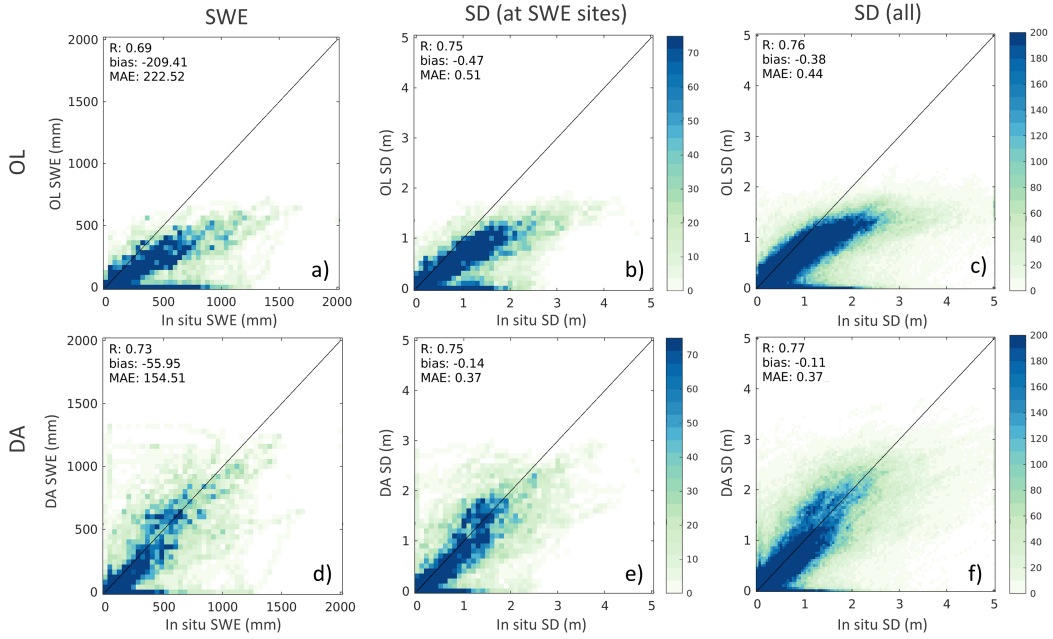 SWE
SD (at SWE sites)
SD (all)
OL
2000
1500
1000
500
0
OL SWE (mm)
R: 0.69
bias: -209.41
MAE: 222.52
a)
0 500 1000 1500 2000
In situ SWE (mm)
5
4
3
2
1
0
OL SD (m)
R: 0.75
bias: -0.47
MAE: 0.51
b)
0 1 2 3 4 5
In situ SD (m)
70
60
50
40
30
20
10
0
5
4
3
2
1
0
OL SD (m)
R: 0.76
bias: -0.38
MAE: 0.44
c)
0 1 2 3 4 5
In situ SD (m)
200
180
160
140
120
100
80
60
40
20
0
DA
2000
1500
1000
500
0
DA SWE (mm)
R: 0.73
bias: -55.95
MAE: 154.51
d)
0 500 1000 1500 2000
In situ SWE (mm)
5
4
3
2
1
0
DA SD (m)
R: 0.75
bias: -0.14
MAE: 0.37
e)
0 1 2 3 4 5
In situ SD (m)
70
60
50
40
30
20
10
0
5
4
3
2
1
0
DA SD (m)
R: 0.77
bias: -0.11
MAE: 0.37
f)
0 1 2 3 4 5
In situ SD (m)
200
180
160
140
120
100
80
60
40
20
0